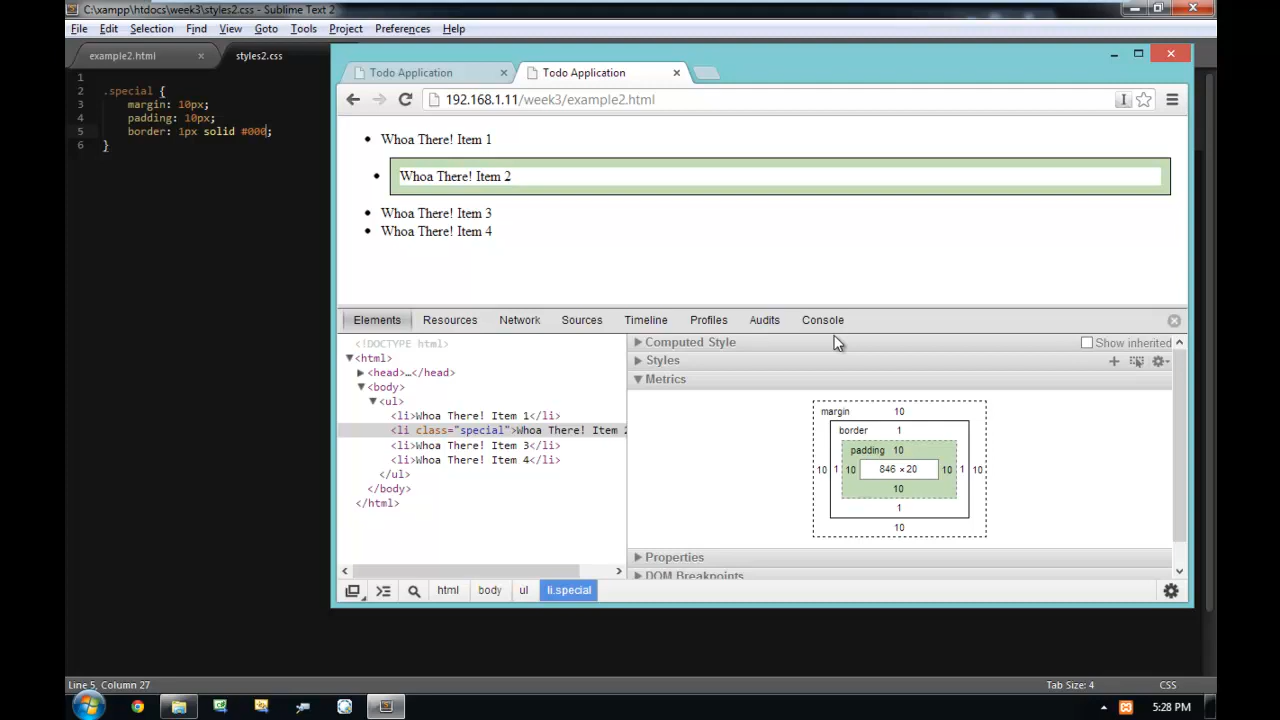 C:\xampp\htdocs\week3\styles2.css - Sublime Text 2
File Edit Selection Find View Goto Tools Project Preferences Help
example2.html × styles2.css
1
2 .special {
3 margin: 10px;
4 padding: 10px;
5 border: 1px solid #000;
6 }
Todo Application × Todo Application ×
192.168.1.11/week3/example2.html
• Whoa There! Item 1
• Whoa There! Item 2
• Whoa There! Item 3
• Whoa There! Item 4
Elements Resources Network Sources Timeline Profiles Audits Console
<!DOCTYPE html>
<html>
<head>…</head>
<body>
<ul>
<li>Whoa There! Item 1</li>
<li class="special">Whoa There! Item 2
<li>Whoa There! Item 3</li>
<li>Whoa There! Item 4</li>
</ul>
</body>
</html>
Computed Style Show inherited
Styles
Metrics
margin 10
border 1
padding 10
10 1 10 846 × 20 10 1 10
10
1
10
Properties
DOM Breakpoints
html body ul li.special
Line 5, Column 27 Tab Size: 4 CSS
5:28 PM